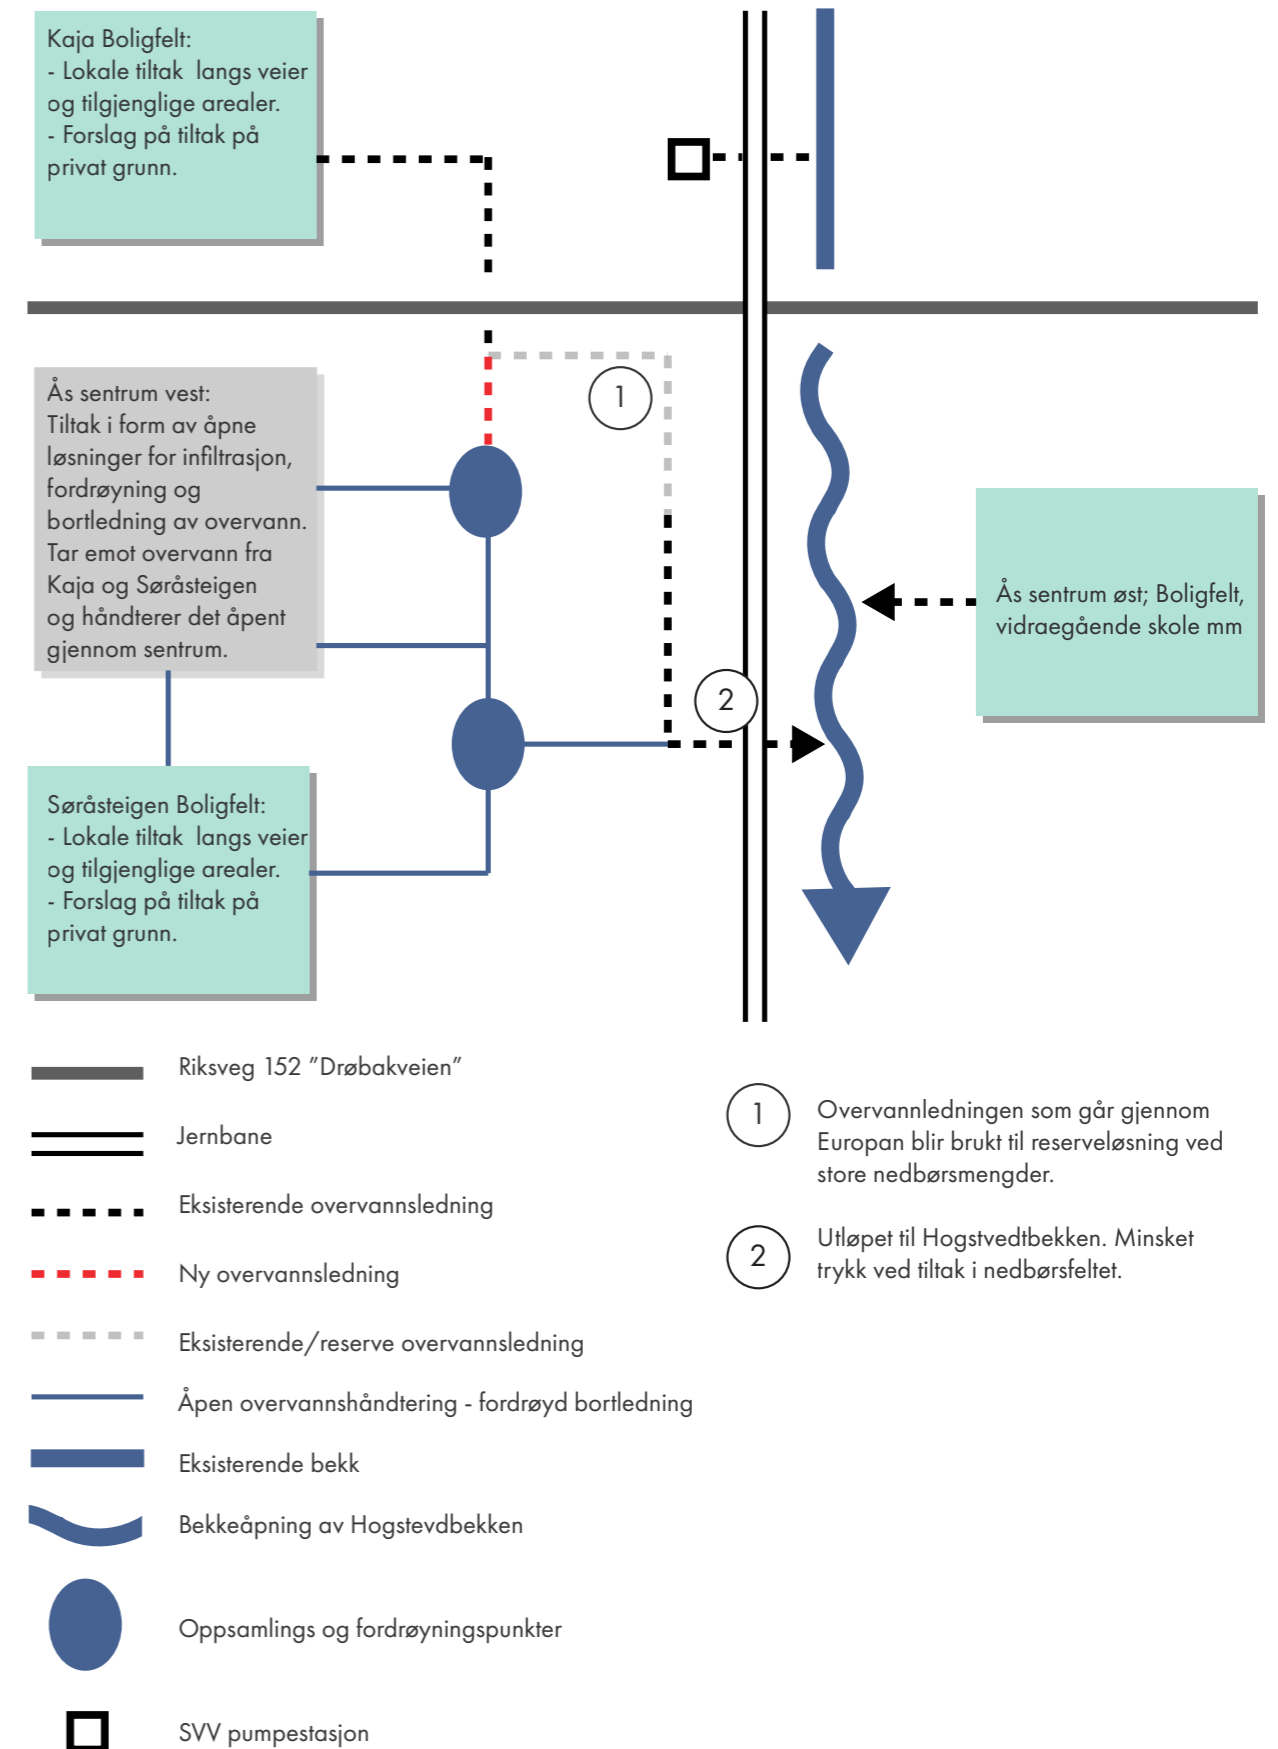 Kaja Boligfelt:
- Lokale tiltak langs veier
og tilgjenglige arealer.
- Forslag på tiltak på
privat grunn.
1
Ås sentrum vest:
Tiltak i form av åpne
løsninger for infiltrasjon,
fordrøyning og
bortledning av overvann.
Tar emot overvann fra
Kaja og Søråsteigen
og håndterer det åpent
gjennom sentrum.
Ås sentrum øst; Boligfelt,
vidraegående skole mm
2
Søråsteigen Boligfelt:
- Lokale tiltak langs veier
og tilgjenglige arealer.
- Forslag på tiltak på
privat grunn.
Riksveg 152 ”Drøbakveien”
Jernbane
Eksisterende overvannsledning
Ny overvannsledning
Eksisterende/reserve overvannsledning
Åpen overvannshåndtering - fordrøyd bortledning
Eksisterende bekk
Bekkeåpning av Hogstevdbekken
Oppsamlings og fordrøyningspunkter
SVV pumpestasjon
1
Overvannledningen som går gjennom
Europan blir brukt til reserveløsning ved
store nedbørsmengder.
2
Utløpet til Hogstvedtbekken. Minsket
trykk ved tiltak i nedbørsfeltet.